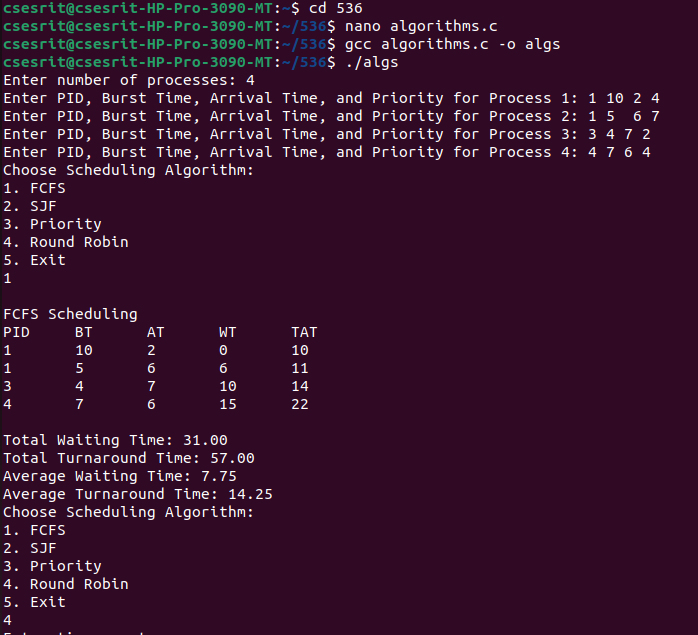 csesrit@csesrit-HP-Pro-3090-MT:~$ cd 536
csesrit@csesrit-HP-Pro-3090-MT:~/536$ nano algorithms.c
csesrit@csesrit-HP-Pro-3090-MT:~/536$ gcc algorithms.c -o algs
csesrit@csesrit-HP-Pro-3090-MT:~/536$ ./algs
Enter number of processes: 4
Enter PID, Burst Time, Arrival Time, and Priority for Process 1: 1 10 2 4
Enter PID, Burst Time, Arrival Time, and Priority for Process 2: 1 5  6 7
Enter PID, Burst Time, Arrival Time, and Priority for Process 3: 3 4 7 2
Enter PID, Burst Time, Arrival Time, and Priority for Process 4: 4 7 6 4
Choose Scheduling Algorithm:
1. FCFS
2. SJF
3. Priority
4. Round Robin
5. Exit
1
FCFS Scheduling
PID     BT      AT      WT      TAT
1       10      2       0       10
1       5       6       6       11
3       4       7       10      14
4       7       6       15      22
Total Waiting Time: 31.00
Total Turnaround Time: 57.00
Average Waiting Time: 7.75
Average Turnaround Time: 14.25
Choose Scheduling Algorithm:
1. FCFS
2. SJF
3. Priority
4. Round Robin
5. Exit
4